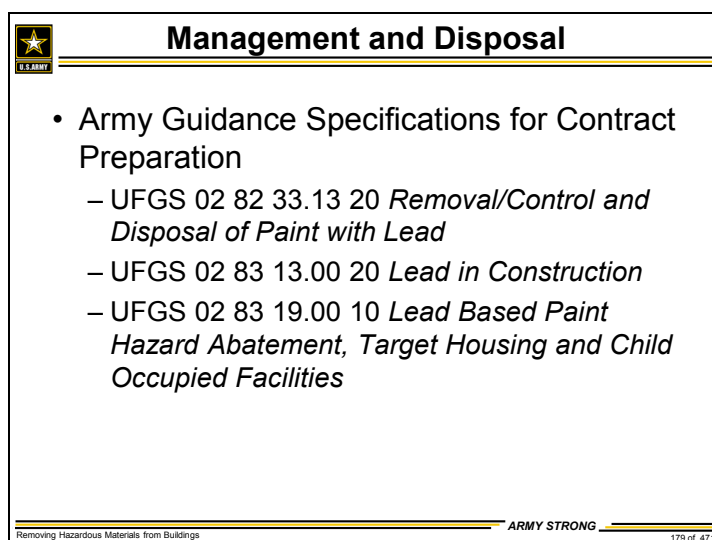 Management and Disposal
U.S.ARMY
• Army Guidance Specifications for Contract
Preparation
– UFGS 02 82 33.13 20 Removal/Control and
Disposal of Paint with Lead
– UFGS 02 83 13.00 20 Lead in Construction
– UFGS 02 83 19.00 10 Lead Based Paint
Hazard Abatement, Target Housing and Child
Occupied Facilities
ARMY STRONG
Removing Hazardous Materials from Buildings
179 of 471